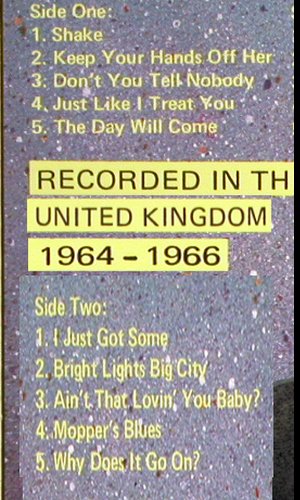 Side One:
1. Shake
2. Keep Your Hands Off Her
3. Don't You Tell Nobody
4. Just Like I Treat You
5. The Day Will Come
RECORDED IN TH
UNITED KINGDOM
1964 – 1966
Side Two:
1. I Just Got Some
2. Bright Lights Big City
3. Ain't That Lovin' You Baby?
4. Mopper's Blues
5. Why Does It Go On?